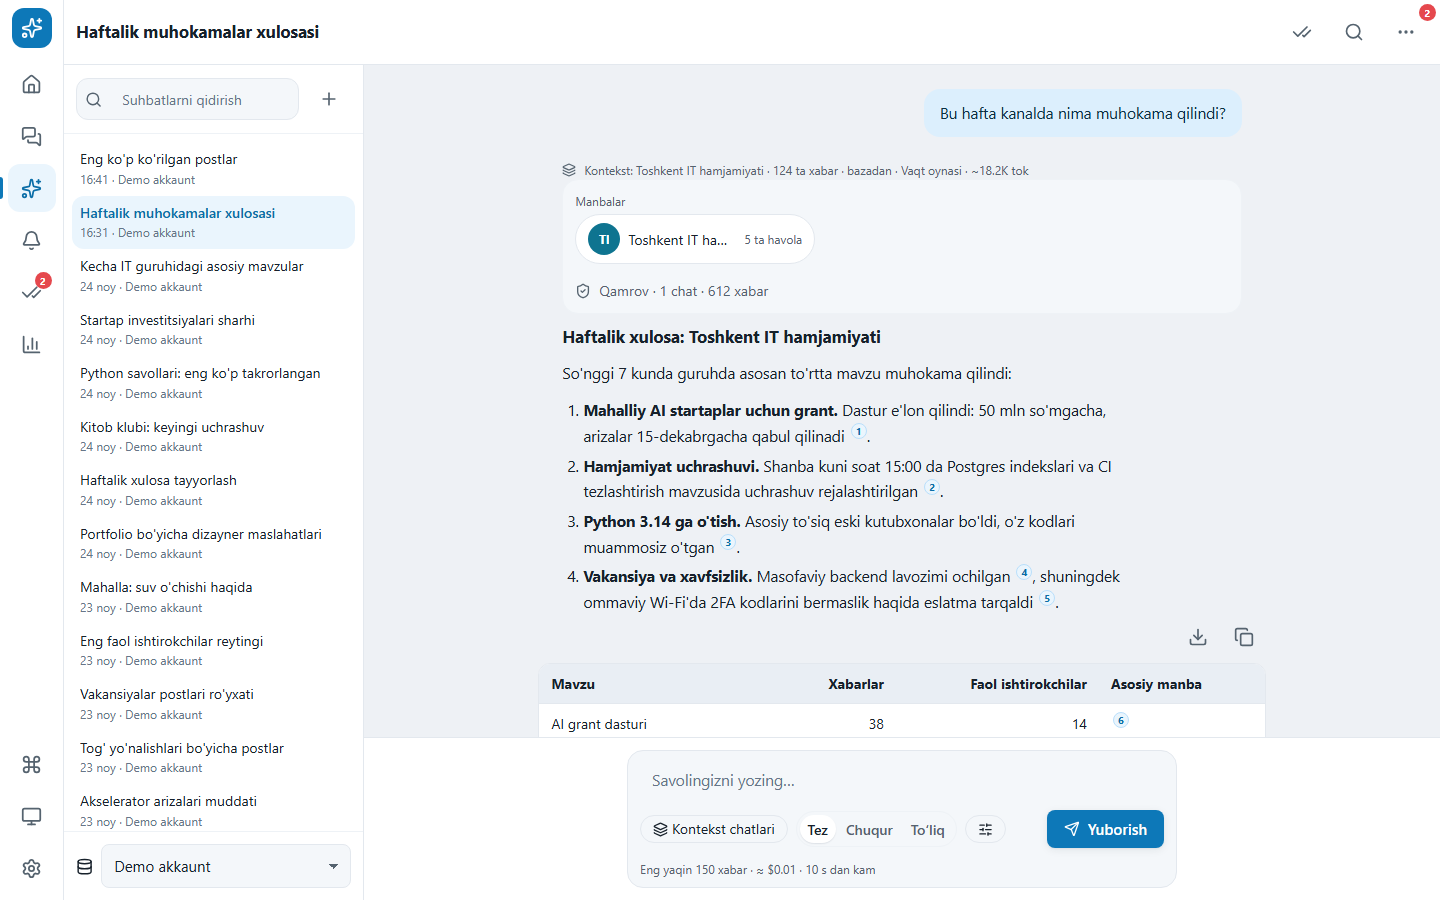 Haftalik muhokamalar xulosasi
2
Suhbatlarni qidirish
Eng ko'p ko'rilgan postlar
16:41 · Demo akkaunt
Haftalik muhokamalar xulosasi
16:31 · Demo akkaunt
Kecha IT guruhidagi asosiy mavzular
24 noy · Demo akkaunt
Startap investitsiyalari sharhi
24 noy · Demo akkaunt
Python savollari: eng ko'p takrorlangan
24 noy · Demo akkaunt
Kitob klubi: keyingi uchrashuv
24 noy · Demo akkaunt
Haftalik xulosa tayyorlash
24 noy · Demo akkaunt
Portfolio bo'yicha dizayner maslahatlari
24 noy · Demo akkaunt
Mahalla: suv o'chishi haqida
23 noy · Demo akkaunt
Eng faol ishtirokchilar reytingi
23 noy · Demo akkaunt
Vakansiyalar postlari ro'yxati
23 noy · Demo akkaunt
Tog' yo'nalishlari bo'yicha postlar
23 noy · Demo akkaunt
Akselerator arizalari muddati
23 noy · Demo akkaunt
Demo akkaunt
2
Bu hafta kanalda nima muhokama qilindi?
Kontekst: Toshkent IT hamjamiyati · 124 ta xabar · bazadan · Vaqt oynasi · ~18.2K tok
Manbalar
TI Toshkent IT ha... 5 ta havola
Qamrov · 1 chat · 612 xabar
Haftalik xulosa: Toshkent IT hamjamiyati
So'nggi 7 kunda guruhda asosan to'rtta mavzu muhokama qilindi:
1. Mahalliy AI startaplar uchun grant. Dastur e'lon qilindi: 50 mln so'mgacha,
arizalar 15-dekabrgacha qabul qilinadi 1.
2. Hamjamiyat uchrashuvi. Shanba kuni soat 15:00 da Postgres indekslari va CI
tezlashtirish mavzusida uchrashuv rejalashtirilgan 2.
3. Python 3.14 ga o'tish. Asosiy to'siq eski kutubxonalar bo'ldi, o'z kodlari
muammosiz o'tgan 3.
4. Vakansiya va xavfsizlik. Masofaviy backend lavozimi ochilgan 4, shuningdek
ommaviy Wi-Fi'da 2FA kodlarini bermaslik haqida eslatma tarqaldi 5.
Mavzu Xabarlar Faol ishtirokchilar Asosiy manba
AI grant dasturi 38 14 6
Savolingizni yozing...
Kontekst chatlari Tez Chuqur To‘liq Yuborish
Eng yaqin 150 xabar · ≈ $0.01 · 10 s dan kam